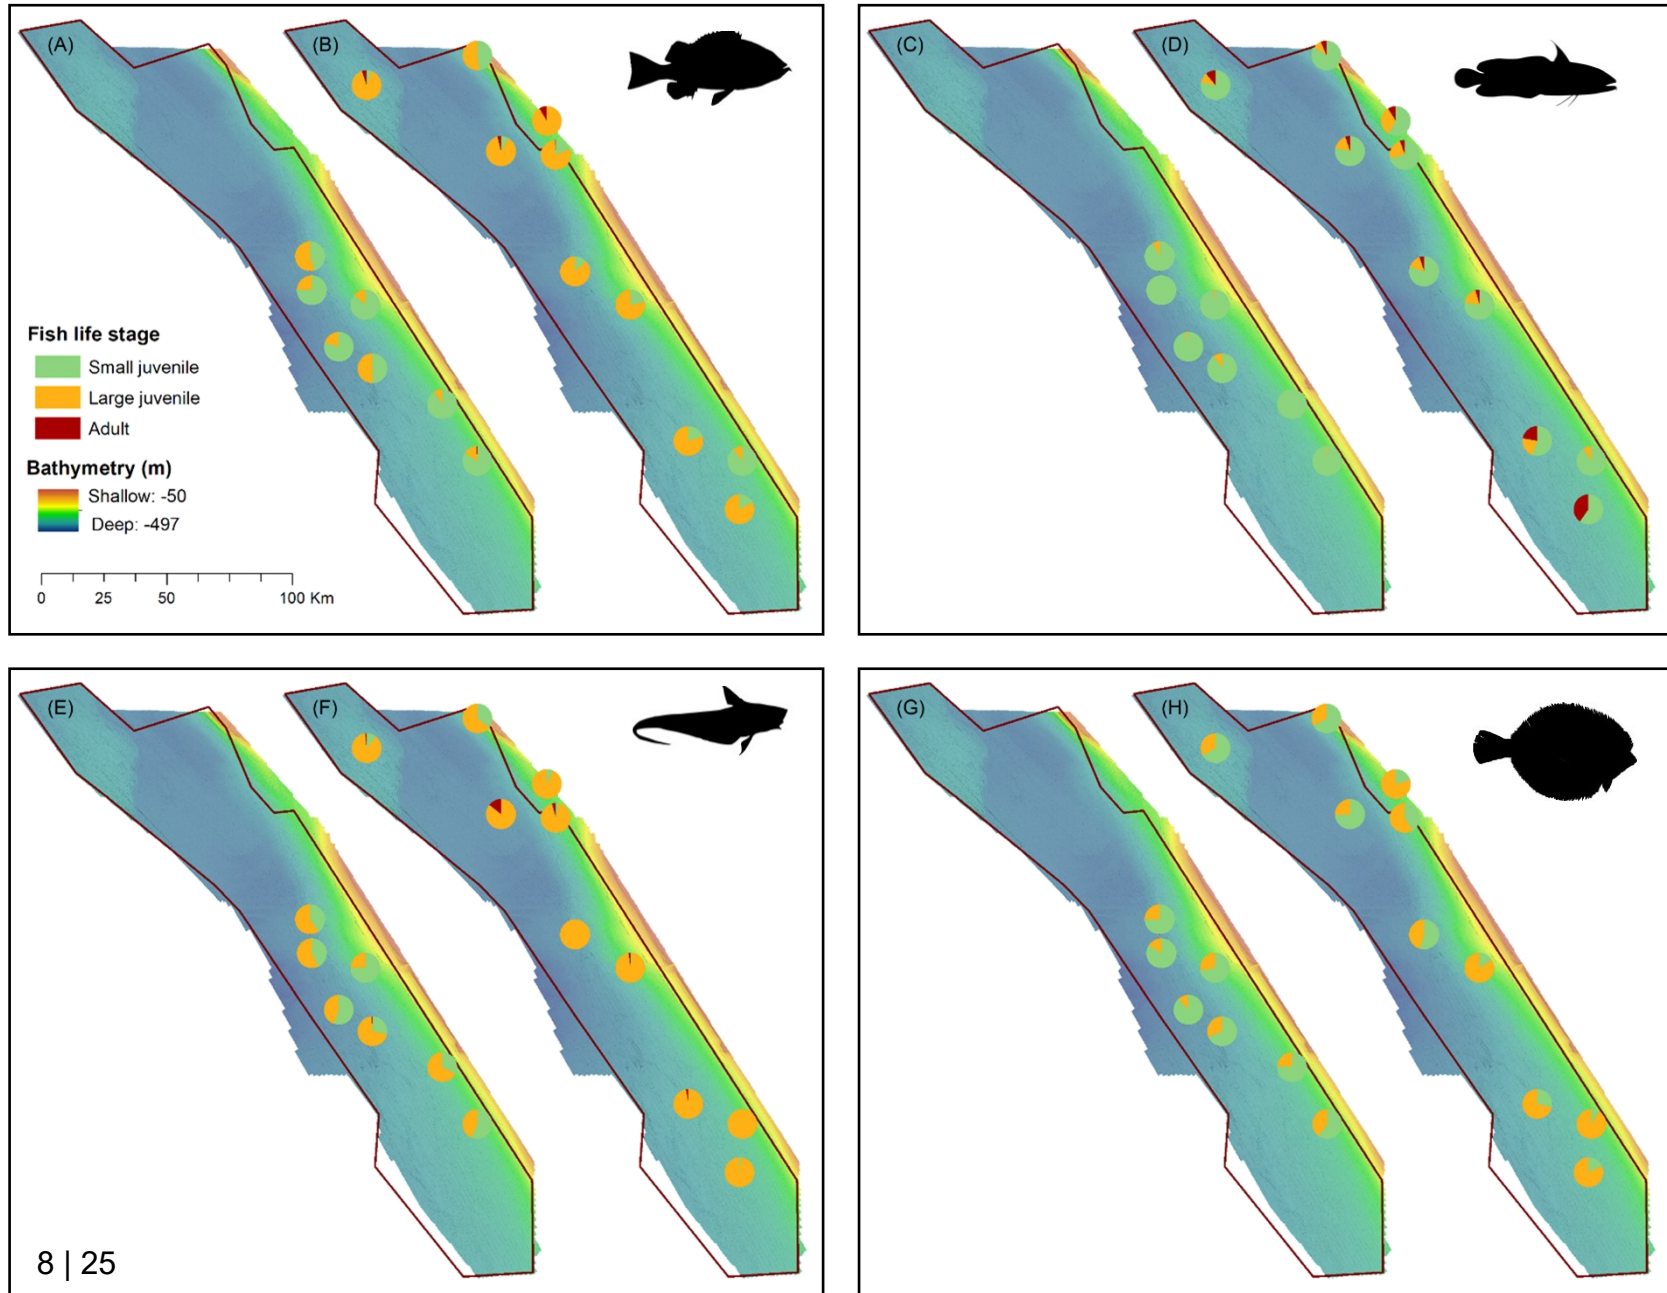 (A)
(B)
(C)
(D)
Fish life stage
Small juvenile
Large juvenile
Adult
Bathymetry (m)
Shallow: -50
Deep: -497
0 25 50 100 Km
(E)
(F)
(G)
(H)
8 | 25